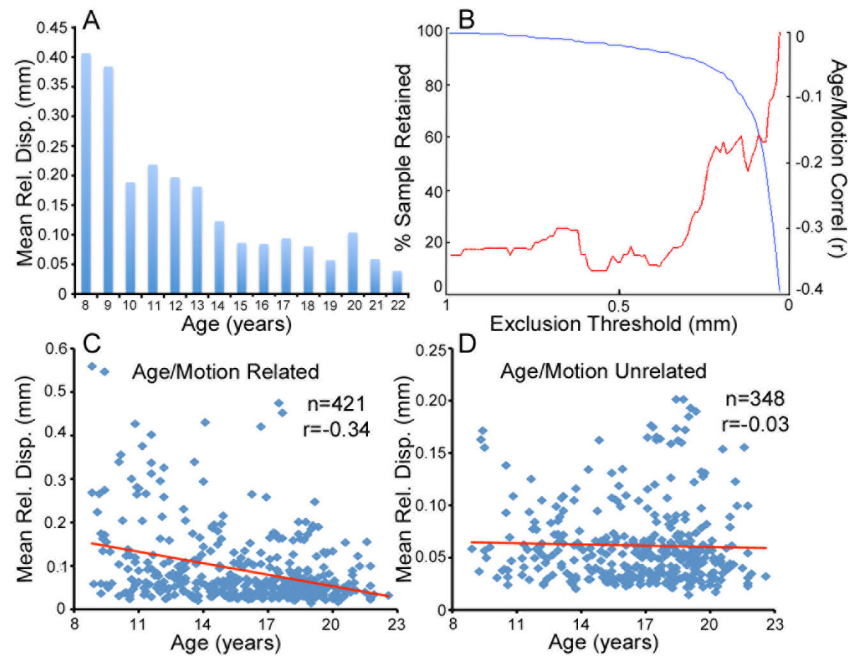 A
0.45
0.40
0.35
0.30
0.25
0.20
0.15
0.10
0.05
0
Mean Rel. Disp. (mm)
8 9 10 11 12 13 14 15 16 17 18 19 20 21 22
Age (years)
B
100
80
60
40
20
0
% Sample Retained
0
-0.1
-0.2
-0.3
-0.4
Age/Motion Correl (r)
1 0.5 0
Exclusion Threshold (mm)
C
Age/Motion Related
n=421
r=-0.34
0.6
0.5
0.4
0.3
0.2
0.1
0
Mean Rel. Disp. (mm)
8 11 14 17 20 23
Age (years)
D
Age/Motion Unrelated
n=348
r=-0.03
0.25
0.20
0.15
0.10
0.05
0
Mean Rel. Disp. (mm)
8 11 14 17 20 23
Age (years)